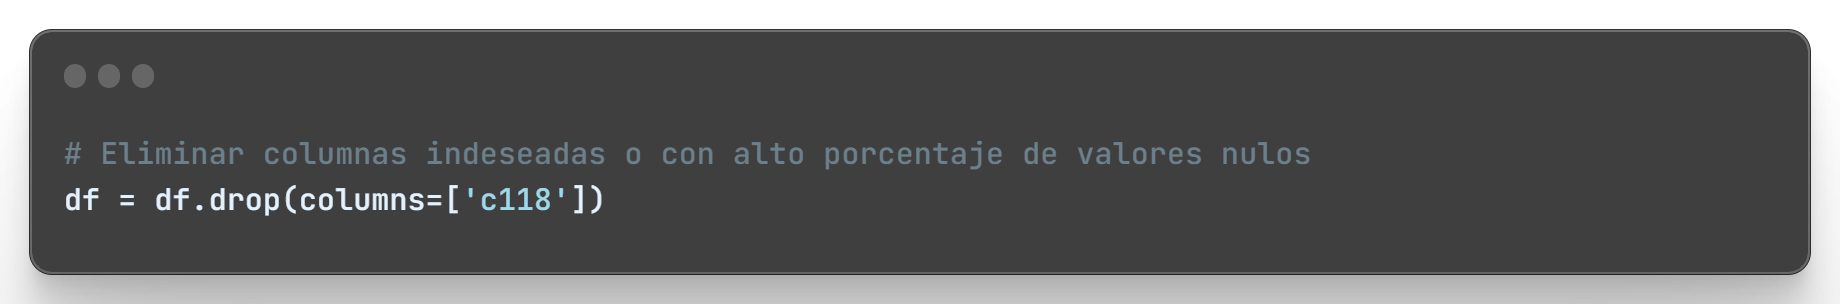 # Eliminar columnas indeseadas o con alto porcentaje de valores nulos
df = df.drop(columns=['c118'])